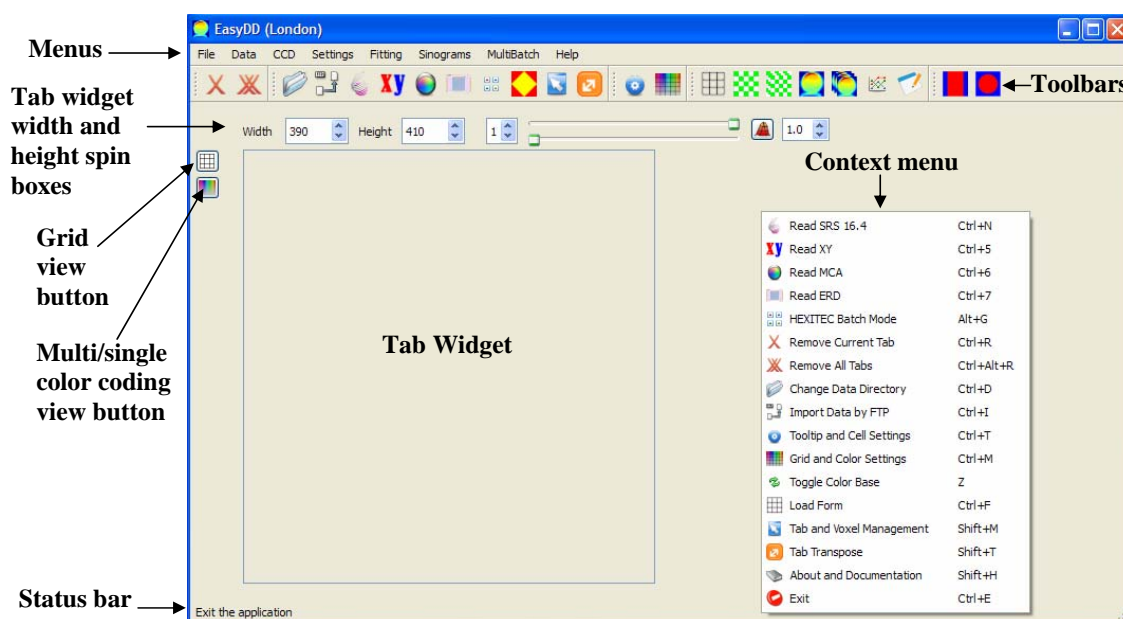 EasyDD (London)
Menus
File Data CCD Settings Fitting Sinograms MultiBatch Help
XY
Toolbars
Tab widget
width and
height spin
boxes
Width 390 Height 410 1 1.0
Grid
view
button
Multi/single
color coding
view button
Tab Widget
Context menu
Read SRS 16.4 Ctrl+N
XY Read XY Ctrl+5
Read MCA Ctrl+6
Read ERD Ctrl+7
HEXITEC Batch Mode Alt+G
Remove Current Tab Ctrl+R
Remove All Tabs Ctrl+Alt+R
Change Data Directory Ctrl+D
Import Data by FTP Ctrl+I
Tooltip and Cell Settings Ctrl+T
Grid and Color Settings Ctrl+M
Toggle Color Base Z
Load Form Ctrl+F
Tab and Voxel Management Shift+M
Tab Transpose Shift+T
About and Documentation Shift+H
Exit Ctrl+E
Status bar
Exit the application